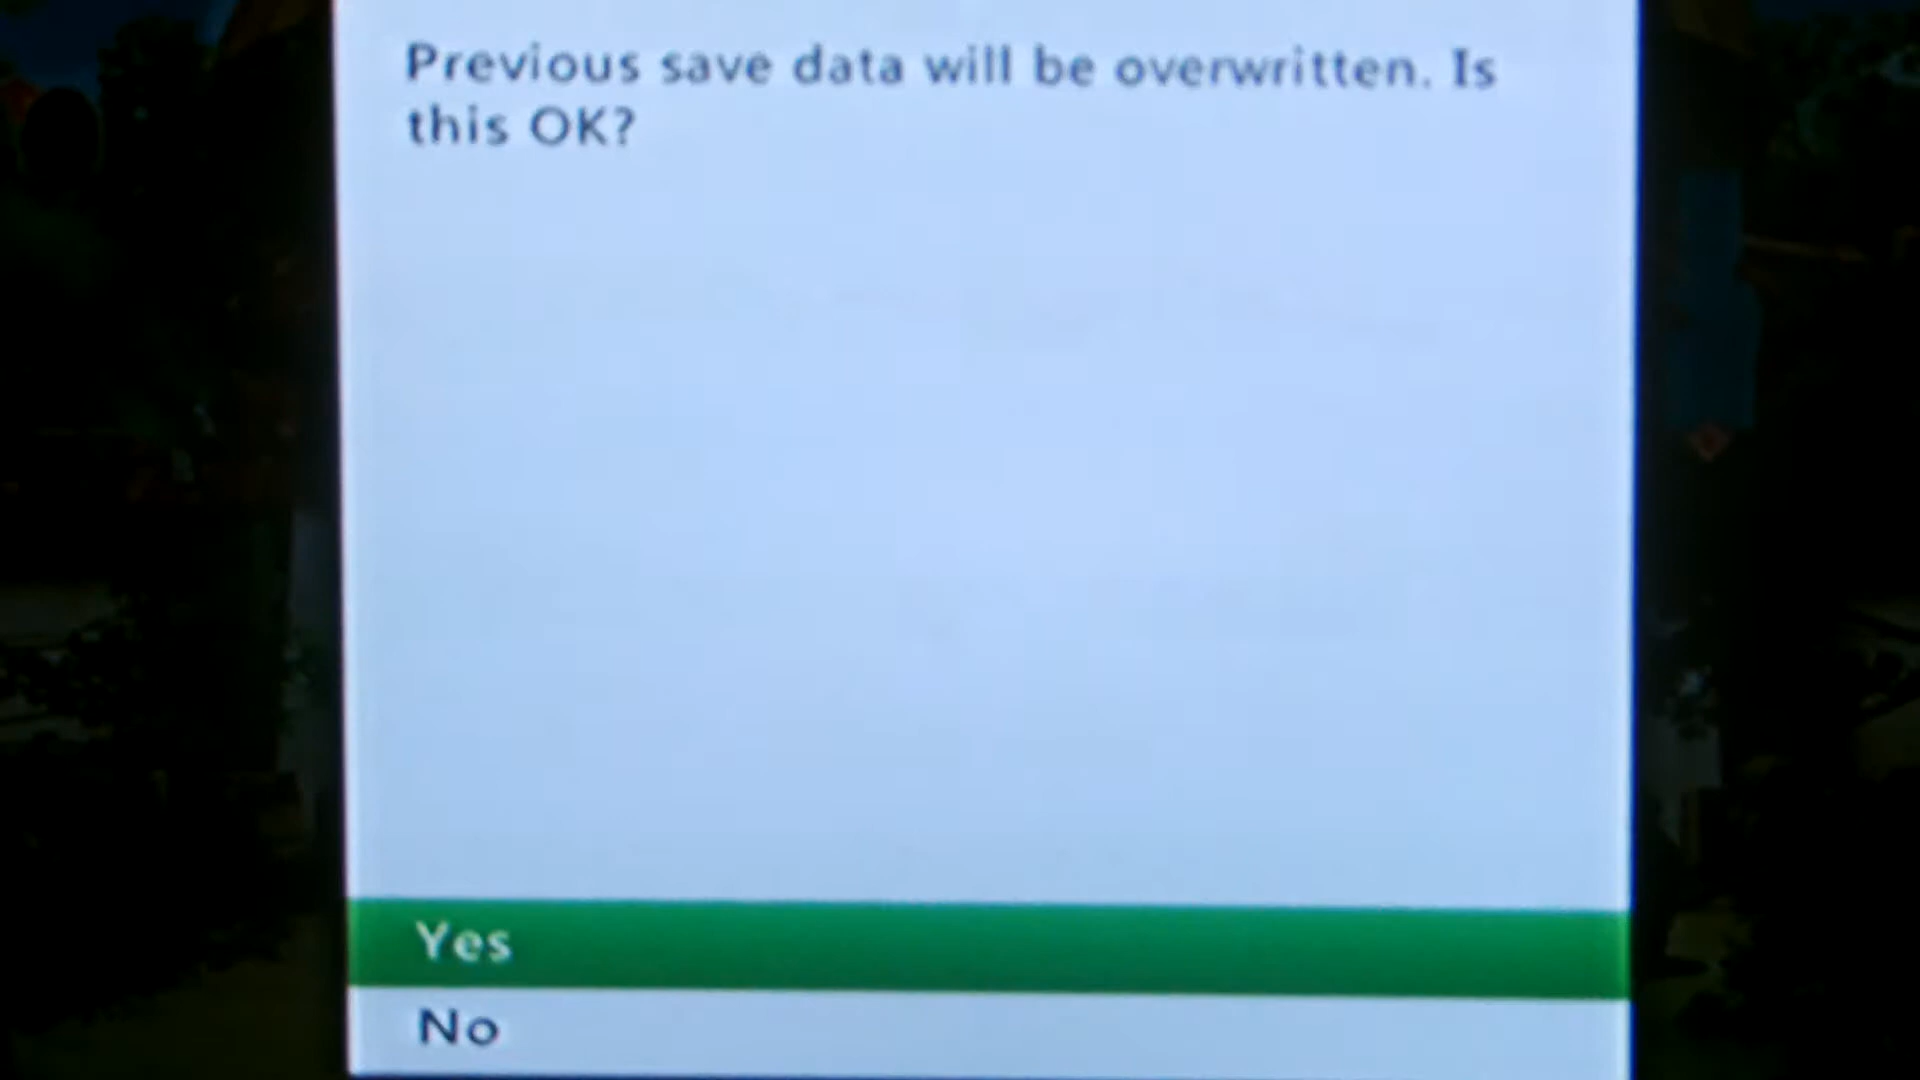 Previous save data will be overwritten. Is
this OK?
Yes
No